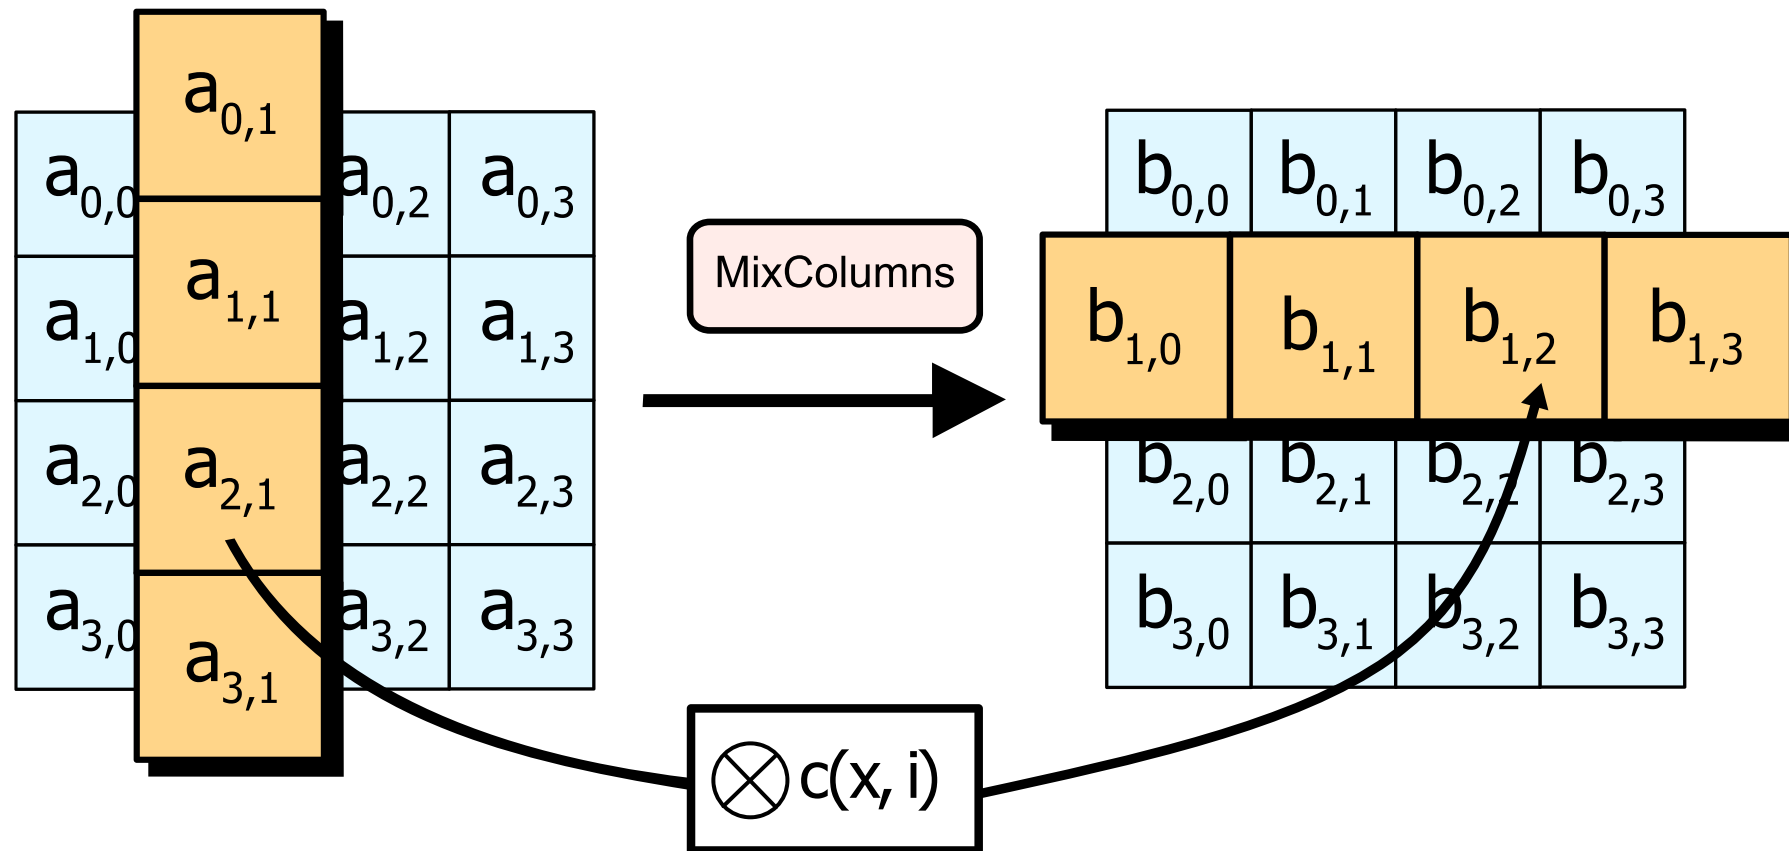 a0,1
a0,0 a0,2 a0,3
a1,1
a1,0 a1,2 a1,3
a2,1
a2,0 a2,2 a2,3
a3,1
a3,0 a3,2 a3,3
MixColumns
b0,0 b0,1 b0,2 b0,3
b1,0 b1,1 b1,2 b1,3
b2,0 b2,1 b2,2 b2,3
b3,0 b3,1 b3,2 b3,3
⊗ c(x, i)